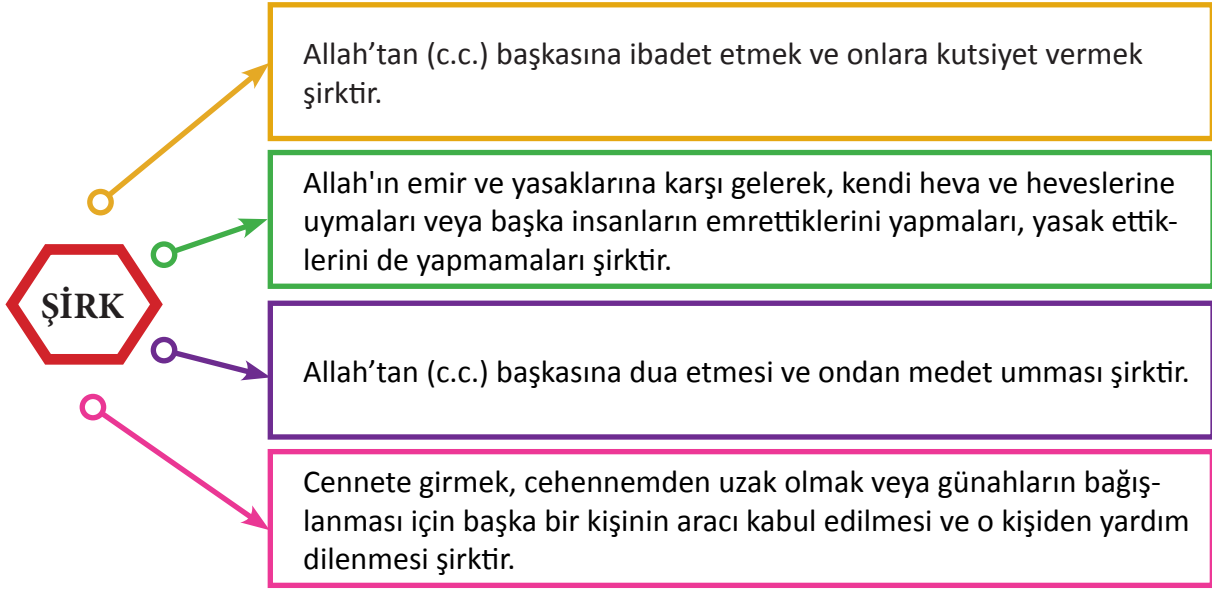 Allah’tan (c.c.) başkasına ibadet etmek ve onlara kutsiyet vermek
şirktir.
Allah'ın emir ve yasaklarına karşı gelerek, kendi heva ve heveslerine
uymaları veya başka insanların emrettiklerini yapmaları, yasak ettik-
lerini de yapmamaları şirktir.
ŞİRK
Allah’tan (c.c.) başkasına dua etmesi ve ondan medet umması şirktir.
Cennete girmek, cehennemden uzak olmak veya günahların bağış-
lanması için başka bir kişinin aracı kabul edilmesi ve o kişiden yardım
dilenmesi şirktir.